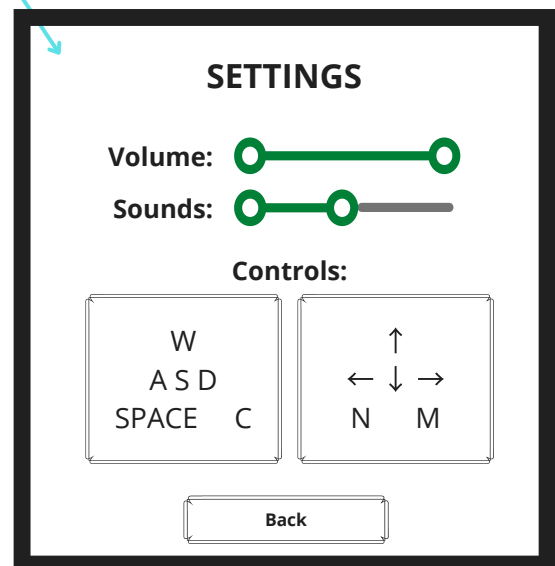 SETTINGS
Volume:
Sounds:
Controls:
W
A S D
SPACE C
↑
← ↓ →
N M
Back